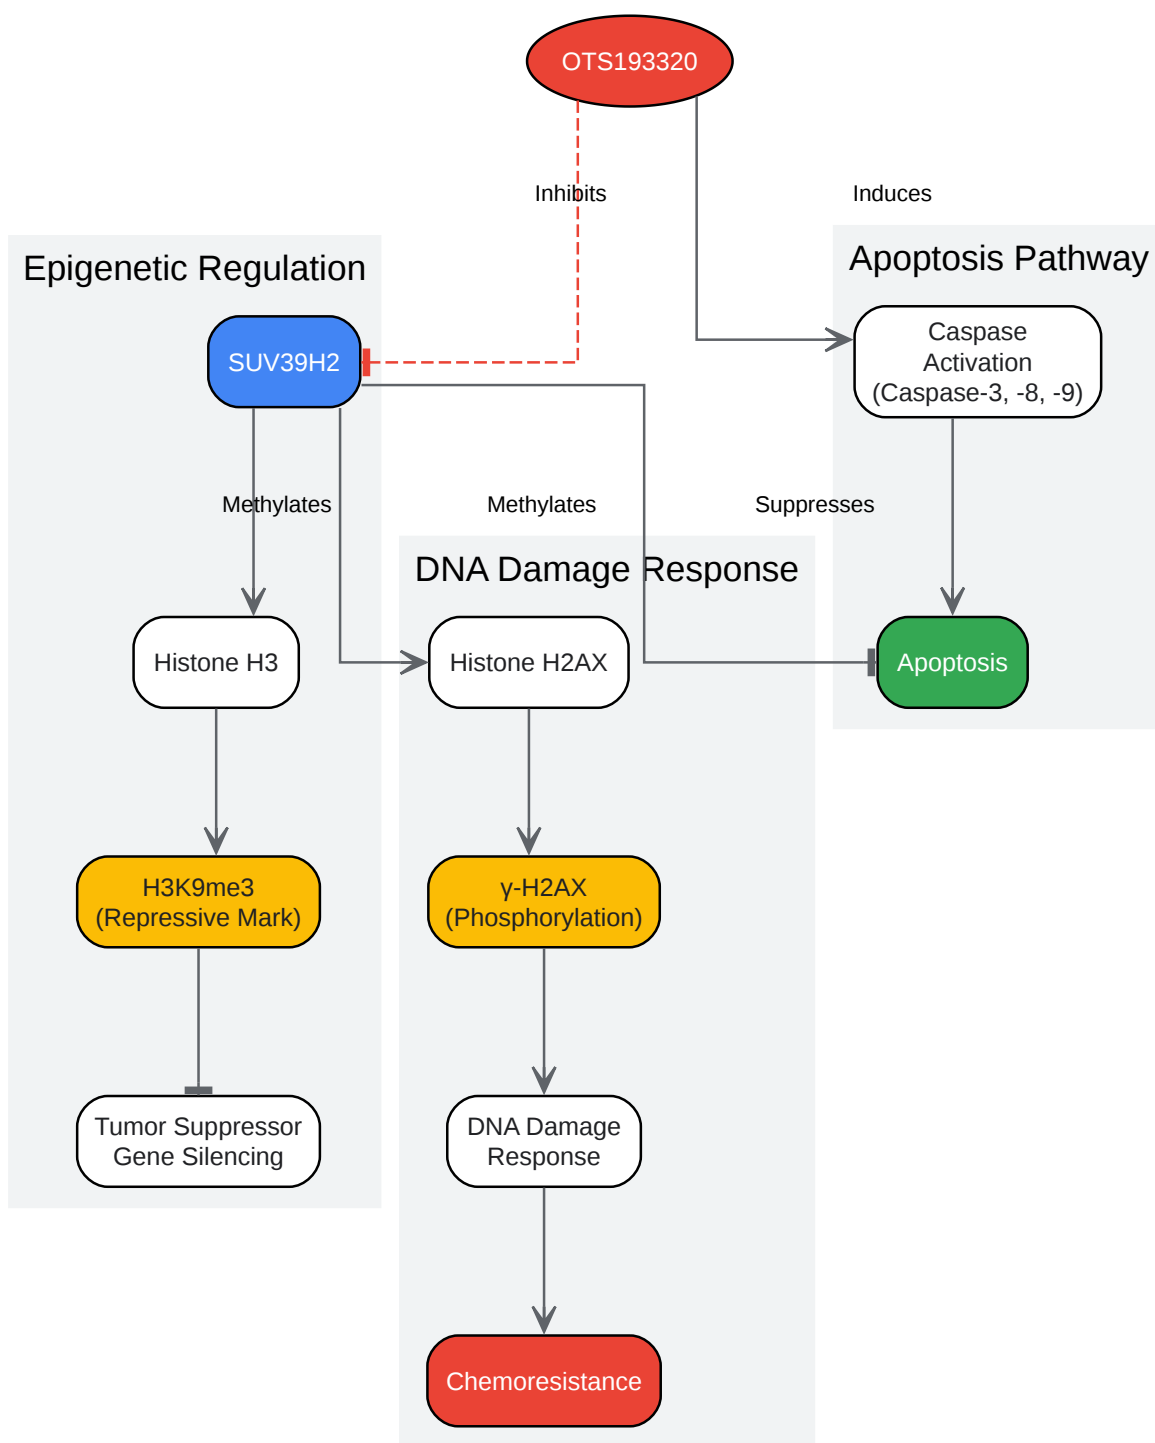 OTS193320
Inhibits
Induces
Epigenetic Regulation
Apoptosis Pathway
SUV39H2
Caspase
Activation
(Caspase-3, -8, -9)
Methylates
Methylates
Suppresses
DNA Damage Response
Histone H3
Histone H2AX
Apoptosis
H3K9me3
(Repressive Mark)
γ-H2AX
(Phosphorylation)
Tumor Suppressor
Gene Silencing
DNA Damage
Response
Chemoresistance